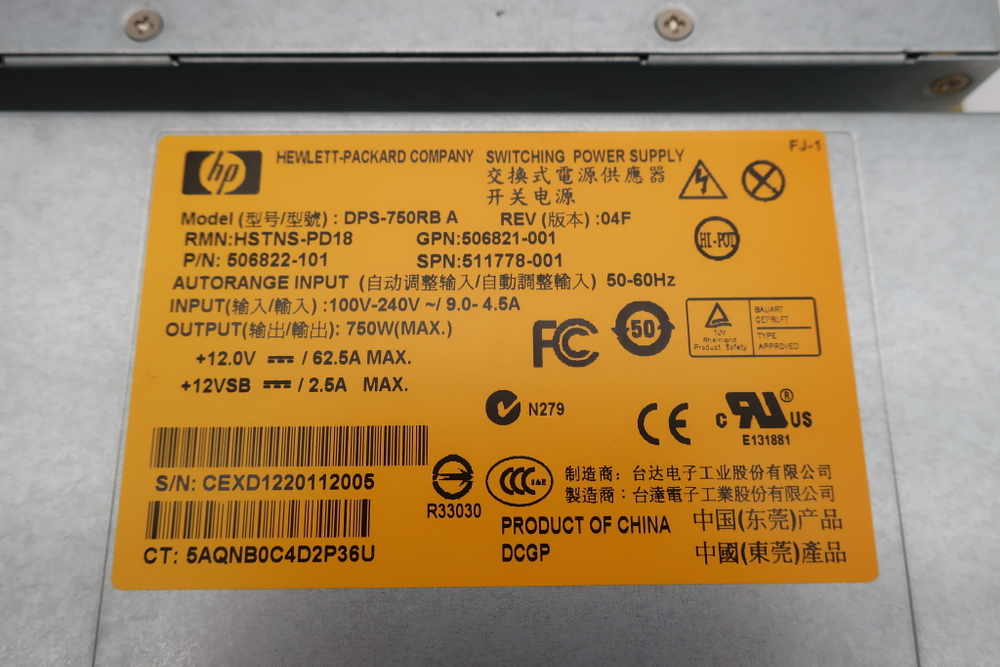 FJ-1
hp HEWLETT-PACKARD COMPANY SWITCHING POWER SUPPLY
交換式電源供應器
开关电源
Model (型号/型號) : DPS-750RB A REV (版本) :04F
RMN:HSTNS-PD18 GPN:506821-001
HI-POT
P/N: 506822-101 SPN:511778-001
AUTORANGE INPUT (自动调整输入/自動調整輸入) 50-60Hz
INPUT(输入/輸入) :100V-240V ~/ 9.0- 4.5A
OUTPUT(输出/輸出): 750W(MAX.)
FC
50
TUV
Rheinland
Product Safety
BAUART
GEPRUFT
TYPE
APPROVED
+12.0V / 62.5A MAX.
+12VSB / 2.5A MAX.
N279
CE
c RU ® US
E131881
S/N: CEXD1220112005
R33030
CCC S&E
制造商: 台达电子工业股份有限公司
製造商: 台達電子工業股份有限公司
PRODUCT OF CHINA 中国(东莞)产品
CT: 5AQNB0C4D2P36U
DCGP 中國(東莞)產品